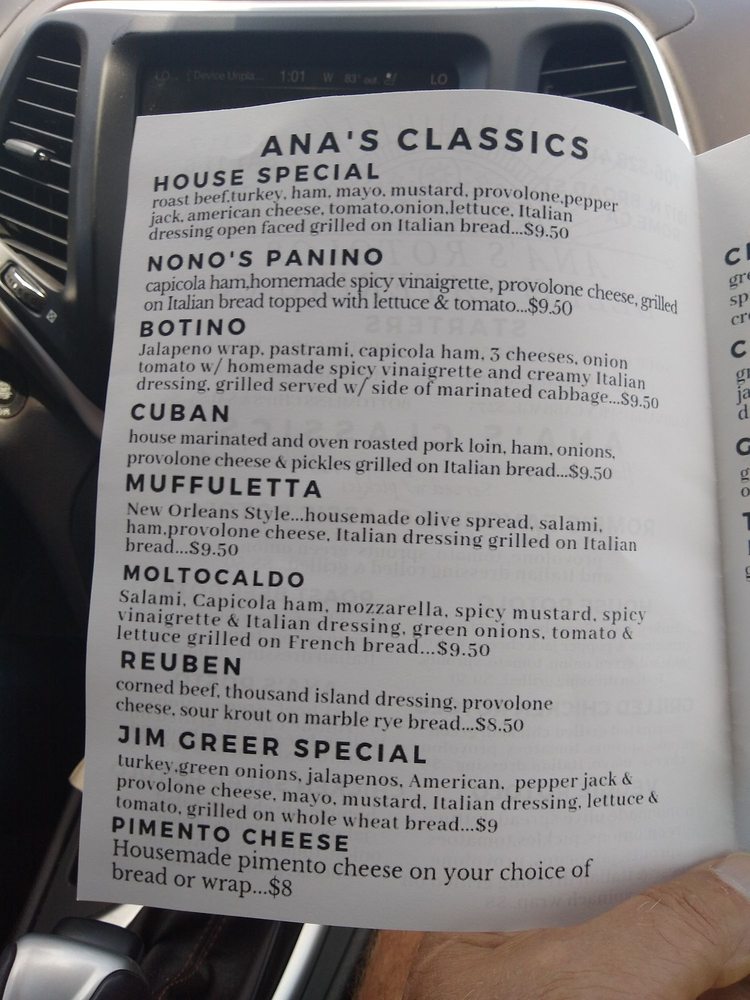 LO... Device Unpla... 1:01 W 83° out LO
ANA'S CLASSICS
HOUSE SPECIAL
roast beef,turkey, ham, mayo, mustard, provolone,pepper
jack, american cheese, tomato,onion,lettuce, Italian
dressing open faced grilled on Italian bread...$9.50
NONO'S PANINO
capicola ham,homemade spicy vinaigrette, provolone cheese, grilled
on Italian bread topped with lettuce & tomato...$9.50
BOTINO
Jalapeno wrap, pastrami, capicola ham, 3 cheeses, onion
tomato w/ homemade spicy vinaigrette and creamy Italian
dressing, grilled served w/ side of marinated cabbage...$9.50
CUBAN
house marinated and oven roasted pork loin, ham, onions,
provolone cheese & pickles grilled on Italian bread...$9.50
MUFFULETTA
New Orleans Style...housemade olive spread, salami,
ham,provolone cheese, Italian dressing grilled on Italian
bread...$9.50
MOLTOCALDO
Salami, Capicola ham, mozzarella, spicy mustard, spicy
vinaigrette & Italian dressing, green onions, tomato &
lettuce grilled on French bread...$9.50
REUBEN
corned beef, thousand island dressing, provolone
cheese, sour krout on marble rye bread...$8.50
JIM GREER SPECIAL
turkey,green onions, jalapenos, American, pepper jack &
provolone cheese, mayo, mustard, Italian dressing, lettuce &
tomato, grilled on whole wheat bread...$9
PIMENTO CHEESE
Housemade pimento cheese on your choice of
bread or wrap...$8